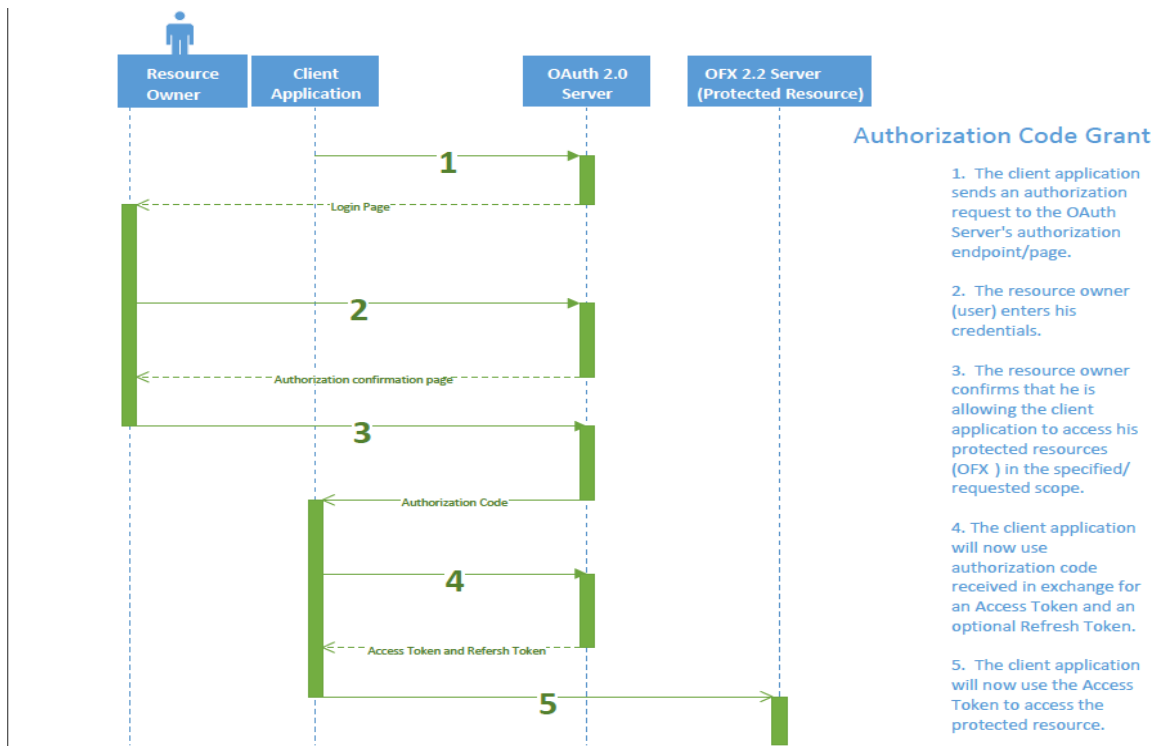 Resource
Owner
Client
Application
OAuth 2.0
Server
OFX 2.2 Server
(Protected Resource)
Authorization Code Grant
1
Login Page
2
Authorization confirmation page
3
Authorization Code
4
Access Token and Refersh Token
5
1. The client application
sends an authorization
request to the OAuth
Server's authorization
endpoint/page.
2. The resource owner
(user) enters his
credentials.
3. The resource owner
confirms that he is
allowing the client
application to access his
protected resources
(OFX ) in the specified/
requested scope.
4. The client application
will now use
authorization code
received in exchange for
an Access Token and an
optional Refresh Token.
5. The client application
will now use the Access
Token to access the
protected resource.